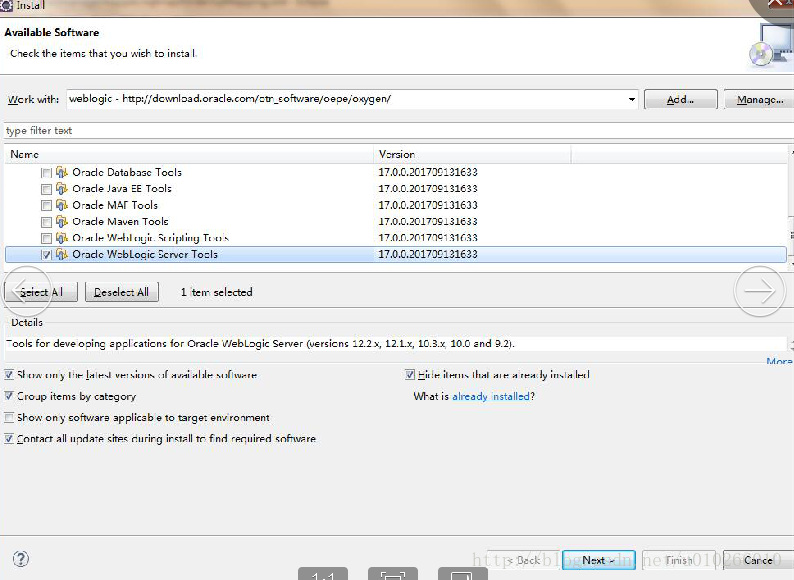 Install
Available Software
Check the items that you wish to install.
Work with: weblogic - http://download.oracle.com/otn_software/oepe/oxygen/ Add... Manage...
type filter text
Name Version
Oracle Database Tools 17.0.0.201709131633
Oracle Java EE Tools 17.0.0.201709131633
Oracle MAF Tools 17.0.0.201709131633
Oracle Maven Tools 17.0.0.201709131633
Oracle WebLogic Scripting Tools 17.0.0.201709131633
Oracle WebLogic Server Tools 17.0.0.201709131633
Select All Deselect All 1 item selected
Details
Tools for developing applications for Oracle WebLogic Server (versions 12.2.x, 12.1.x, 10.3.x, 10.0 and 9.2).
More
Show only the latest versions of available software Hide items that are already installed
Group items by category What is already installed?
Show only software applicable to target environment
Contact all update sites during install to find required software
< Back Next > Finish Cancel
1:1